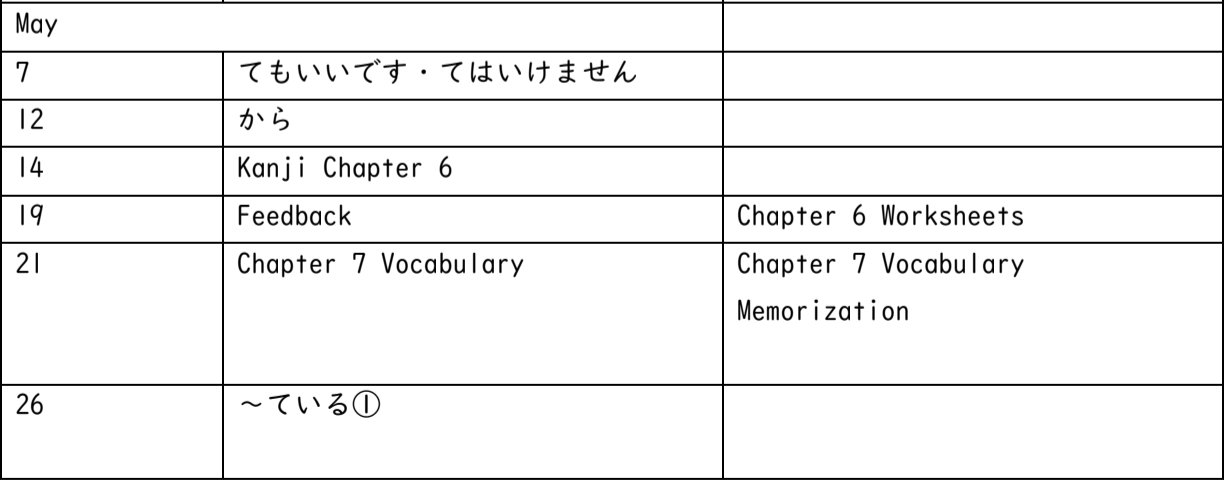 May
7 てもいいです・てはいけません
12 から
14 Kanji Chapter 6
19 Feedback Chapter 6 Worksheets
21 Chapter 7 Vocabulary Chapter 7 Vocabulary
Memorization
26 ～ている①